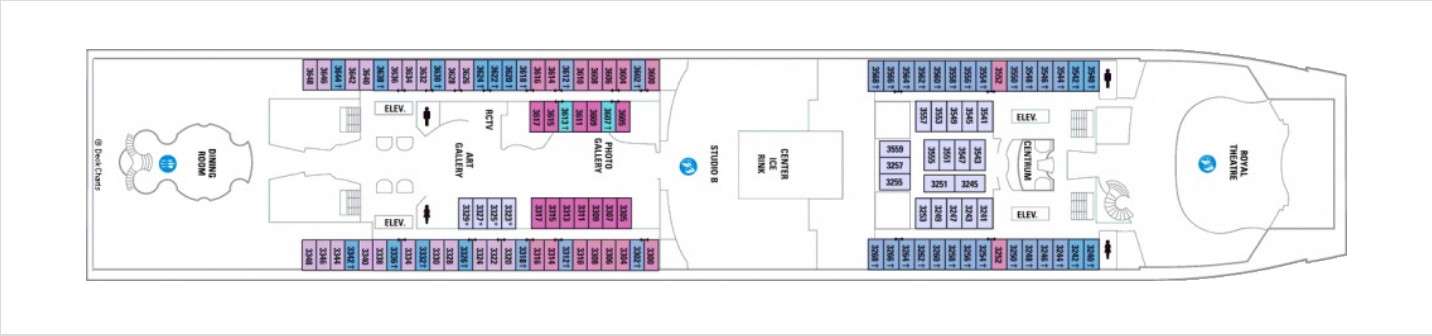 3648 3646 3644↑ 3642 3640 3638↑ 3636 3634 3632 3630↑ 3628 3626 3624↑ 3622↑ 3620↑ 3618↑ 3616 3614 3612↑ 3610 3608 3606 3604 3602↑ 3600
3568↑ 3566↑ 3564↑ 3562↑ 3560↑ 3558↑ 3556↑ 3554↑ 3552 3550↑ 3548↑ 3546↑ 3544↑ 3542↑ 3540↑
ELEV.
RCTV
3617 3615 3613↑ 3611 3609 3607↑ 3605
3557 3553 3549 3545 3541
ELEV.
@ Deck Charts
DINING
ROOM
ART
GALLERY
PHOTO
GALLERY
STUDIO B
CENTER
ICE
RINK
3559
3257
3255
3555 3551 3547 3543
3251 3245
CENTRUM
ROYAL
THEATRE
ELEV.
3329* 3327* 3325* 3323*
3317 3315 3313 3311 3309 3307 3305
3253 3249 3247 3243 3241
ELEV.
3348 3346 3344 3342↑ 3340 3338 3336↑ 3334 3332↑ 3330 3328 3326↑ 3324 3322 3320 3318↑ 3316 3314 3312↑ 3310 3308 3306 3304 3302↑ 3300
3268↑ 3266↑ 3264↑ 3262↑ 3260↑ 3258↑ 3256↑ 3254↑ 3252 3250↑ 3248↑ 3246↑ 3244↑ 3242↑ 3240↑